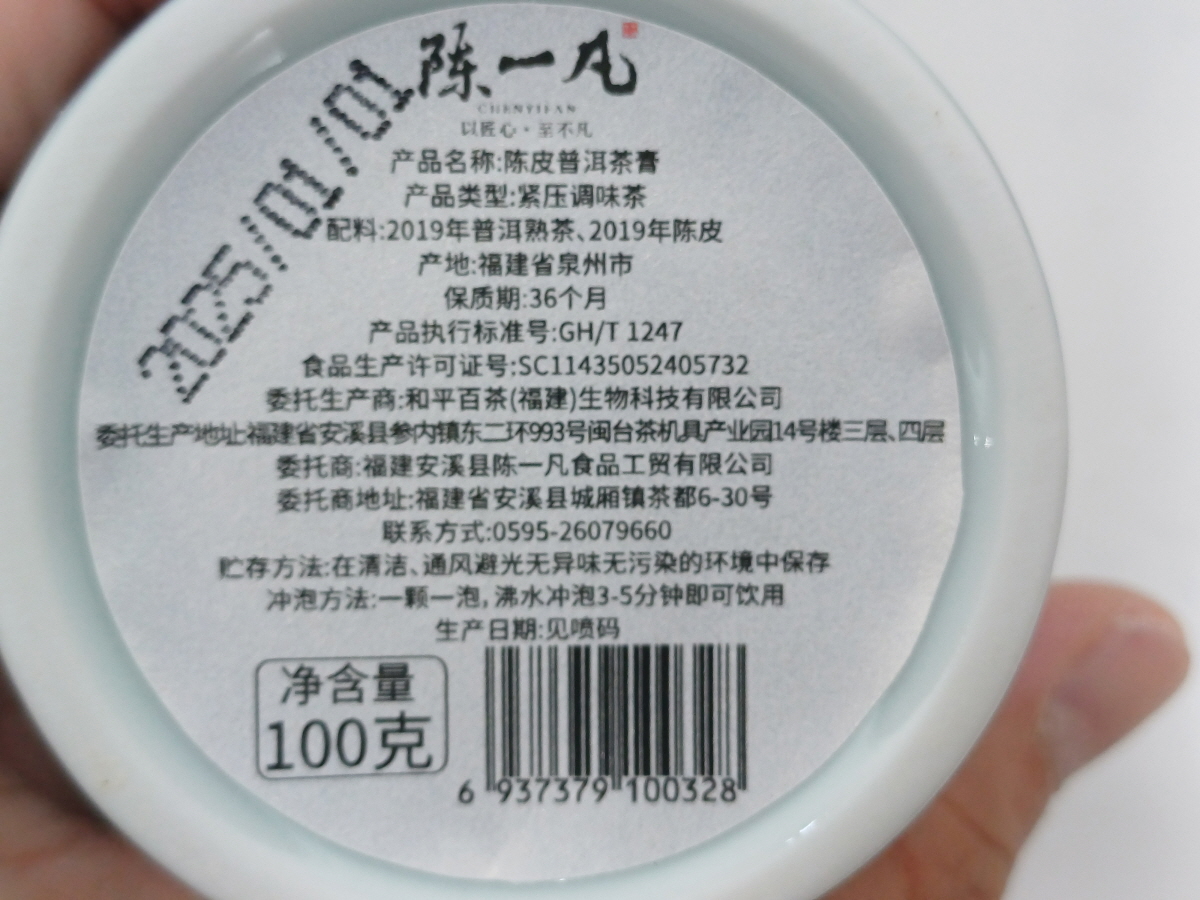 陈一凡
CHENYIFAN
以匠心·至不凡
2025/01/01
产品名称:陈皮普洱茶膏
产品类型:紧压调味茶
配料:2019年普洱熟茶、2019年陈皮
产地:福建省泉州市
保质期:36个月
产品执行标准号:GH/T 1247
食品生产许可证号:SC11435052405732
委托生产商:和平百茶(福建)生物科技有限公司
委托生产地址:福建省安溪县参内镇东二环993号闽台茶机具产业园14号楼三层、四层
委托商:福建安溪县陈一凡食品工贸有限公司
委托商地址:福建省安溪县城厢镇茶都6-30号
联系方式:0595-26079660
贮存方法:在清洁、通风避光无异味无污染的环境中保存
冲泡方法:一颗一泡,沸水冲泡3-5分钟即可饮用
生产日期:见喷码
净含量
100克
6 937379 100328